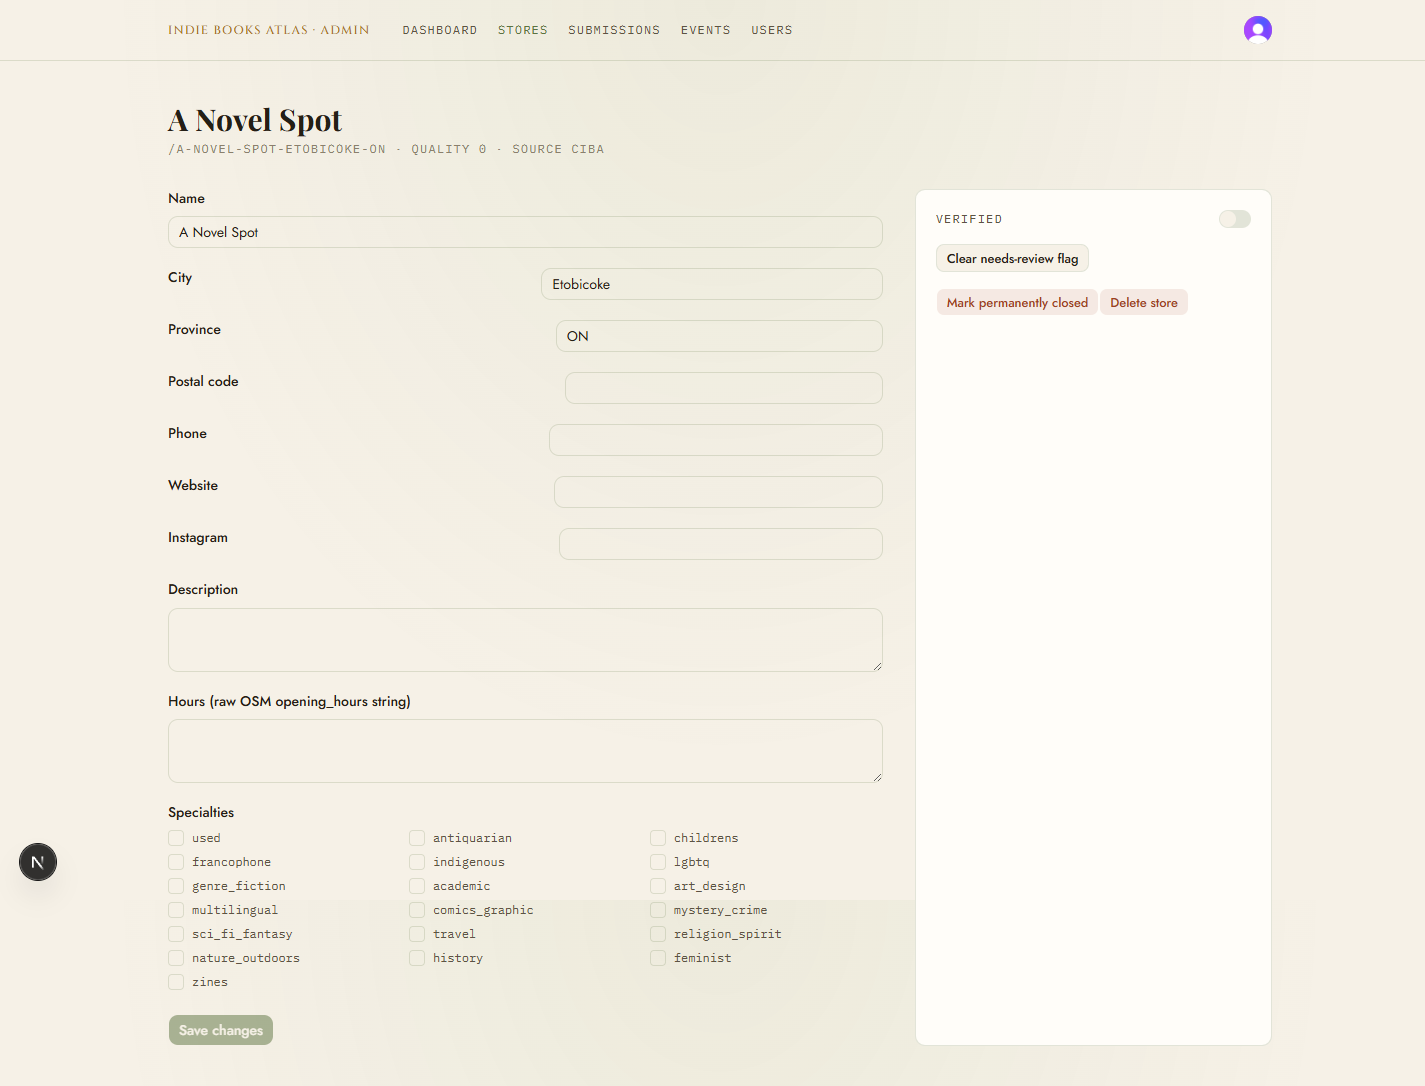 INDIE BOOKS ATLAS · ADMIN DASHBOARD STORES SUBMISSIONS EVENTS USERS
A Novel Spot
/A-NOVEL-SPOT-ETOBICOKE-ON · QUALITY 0 · SOURCE CIBA
Name
A Novel Spot
City Etobicoke
Province ON
Postal code
Phone
Website
Instagram
Description
Hours (raw OSM opening_hours string)
Specialties
used antiquarian childrens
francophone indigenous lgbtq
genre_fiction academic art_design
multilingual comics_graphic mystery_crime
sci_fi_fantasy travel religion_spirit
nature_outdoors history feminist
zines
Save changes
VERIFIED
Clear needs-review flag
Mark permanently closed Delete store
N